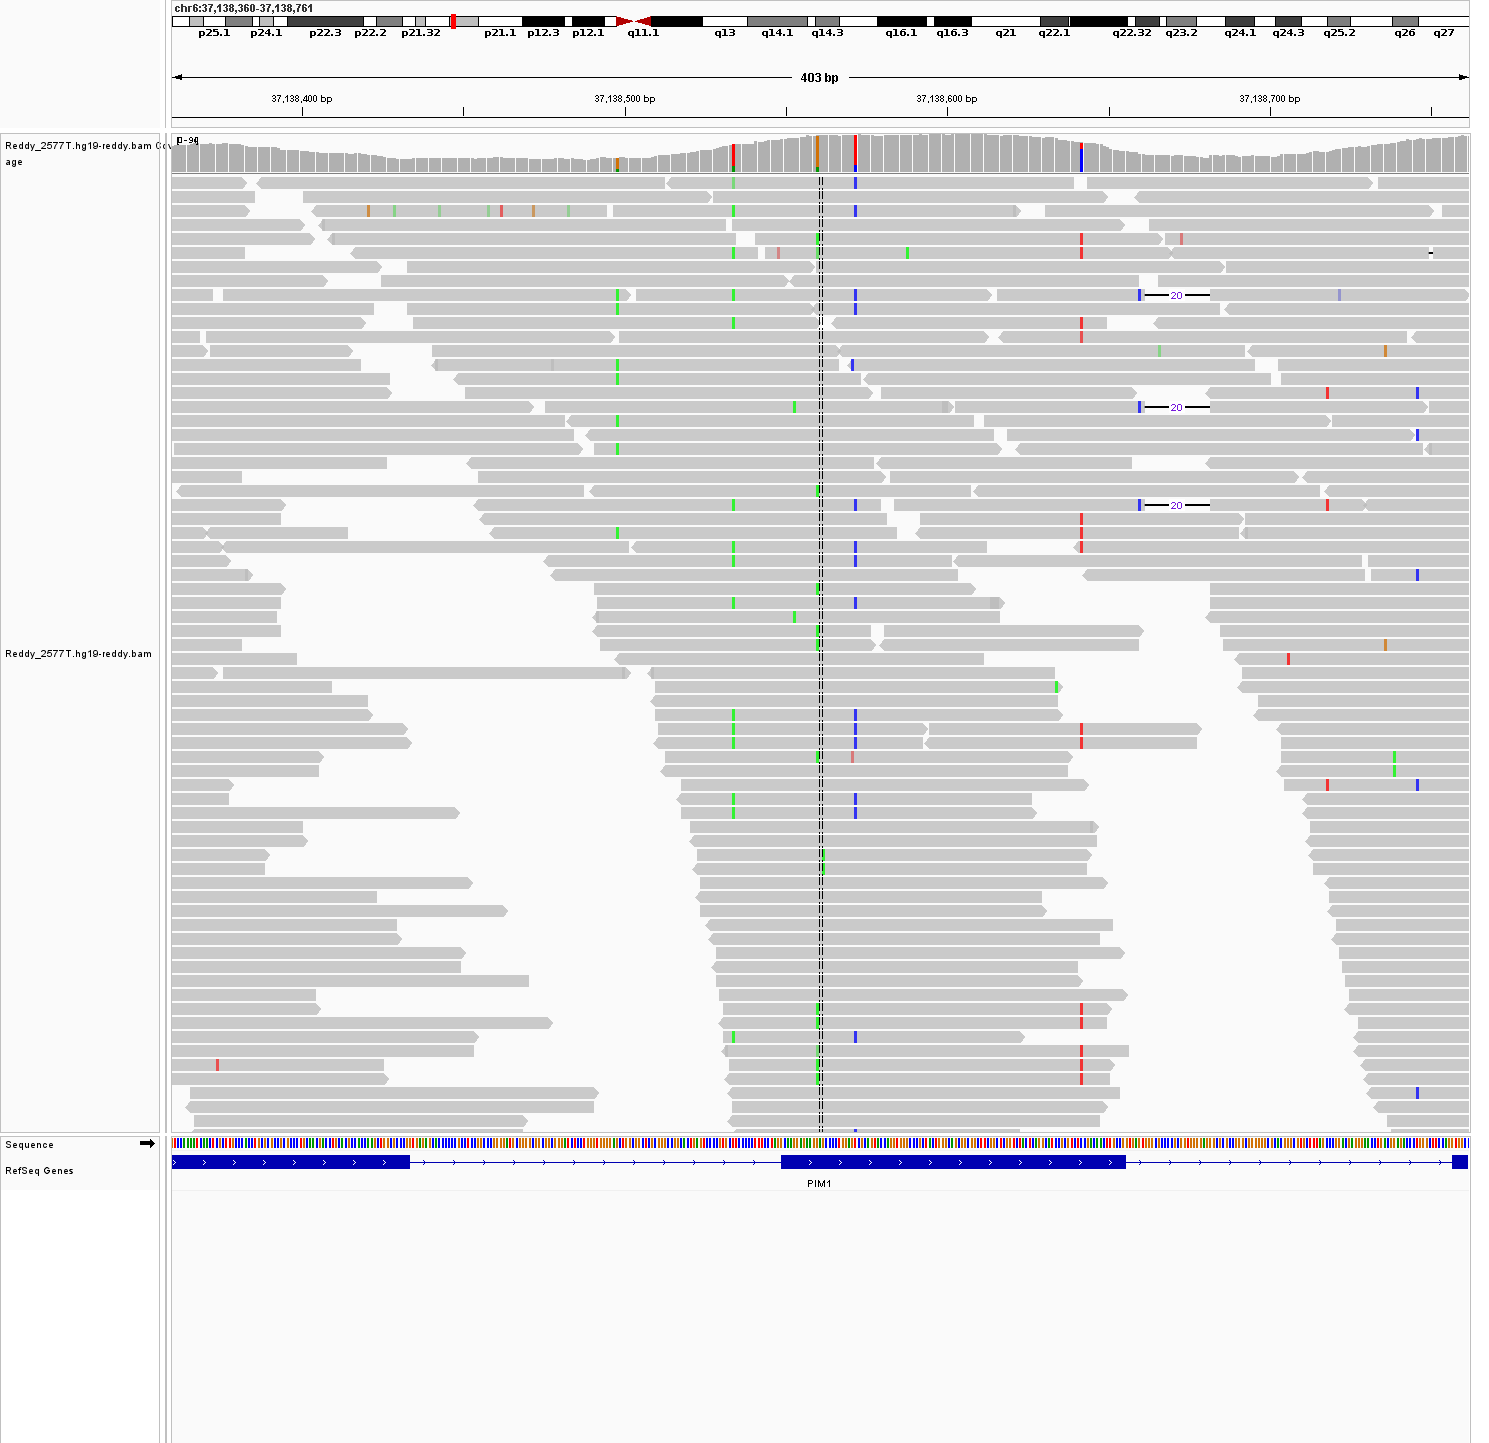 chr6:37,138,360-37,138,761
p25.1 p24.1 p22.3 p22.2 p21.32 p21.1 p12.3 p12.1 q11.1 q13 q14.1 q14.3 q16.1 q16.3 q21 q22.1 q22.32 q23.2 q24.1 q24.3 q25.2 q26 q27
403 bp
37,138,400 bp 37,138,500 bp 37,138,600 bp 37,138,700 bp
Reddy_2577T.hg19-reddy.bam
age
20
20
20
Reddy_2577T.hg19-reddy.bam
Sequence
RefSeq Genes
PIM1